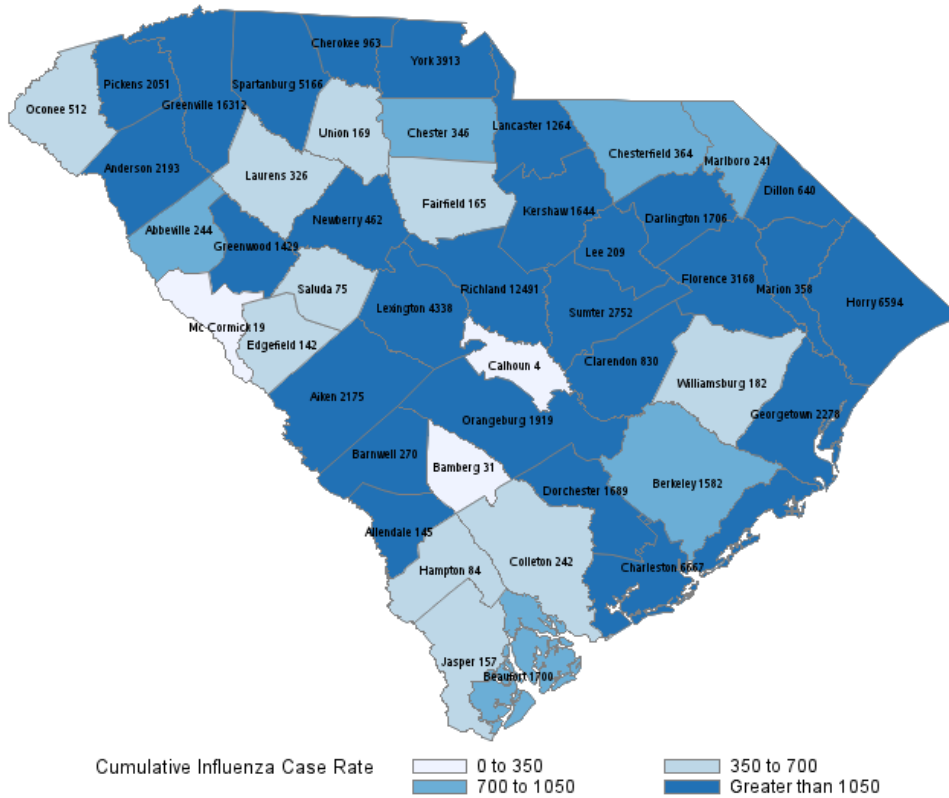 Cherokee 963
York 3913
Pickens 2051
Spartanburg 5166
Oconee 512
Greenville 16312
Union 169
Chester 346
Lancaster 1264
Chesterfield 364
Marlboro 241
Anderson 2193
Laurens 326
Dillon 640
Fairfield 165
Kershaw 1644
Newberry 462
Darlington 1706
Abbeville 244
Greenwood 1429
Lee 209
Florence 3168
Saluda 75
Richland 12491
Marion 358
Horry 6594
Lexington 4338
Sumter 2752
Mc Cormick 19
Edgefield 142
Calhoun 4
Clarendon 830
Williamsburg 182
Aiken 2175
Georgetown 2278
Orangeburg 1919
Barnwell 270
Bamberg 31
Berkeley 1582
Dorchester 1689
Allendale 145
Colleton 242
Charleston 6667
Hampton 84
Jasper 157
Beaufort 1700
Cumulative Influenza Case Rate
0 to 350
350 to 700
700 to 1050
Greater than 1050